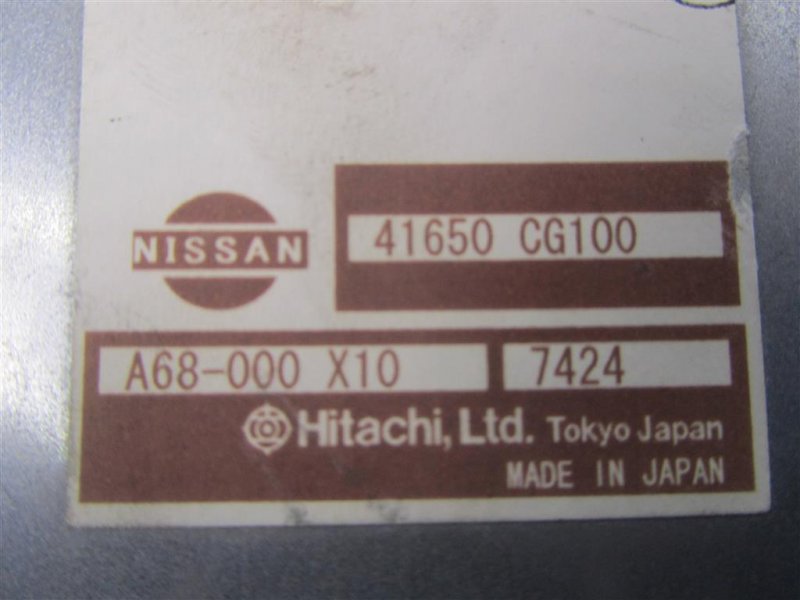 NISSAN
41650 CG100
A68-000 X10
7424
Hitachi, Ltd. Tokyo Japan
MADE IN JAPAN